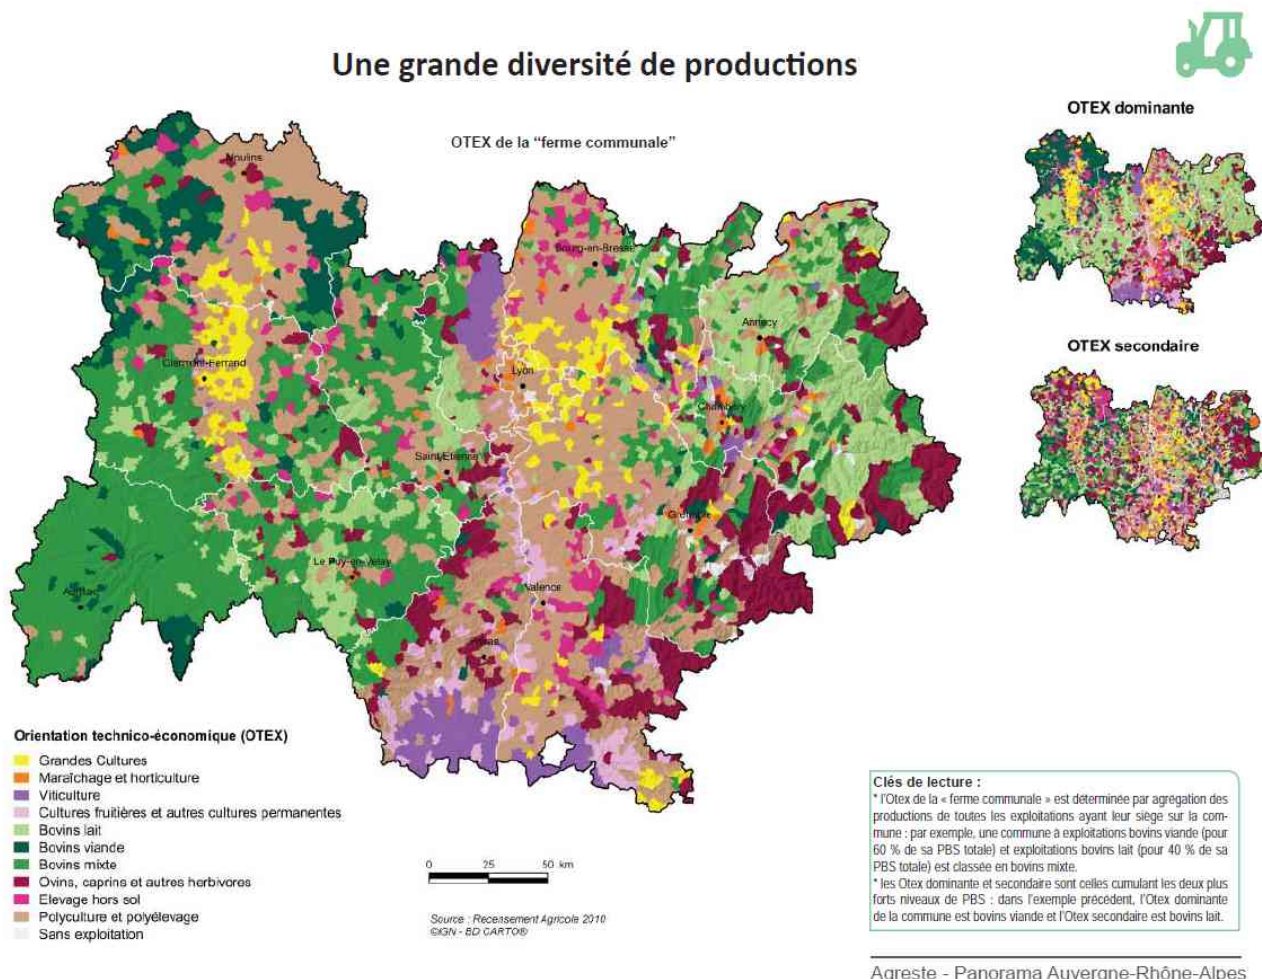 Une grande diversité de productions
OTEX de la “ferme communale”
OTEX dominante
OTEX secondaire
Moulins
Bourg-en-Bresse
Annecy
Clermont-Ferrand
Lyon
Chambéry
Saint-Etienne
Grenoble
Le Puy-en-Velay
Valence
Aurillac
Privas
Orientation technico-économique (OTEX)
Grandes Cultures
Maraîchage et horticulture
Viticulture
Cultures fruitières et autres cultures permanentes
Bovins lait
Bovins viande
Bovins mixte
Ovins, caprins et autres herbivores
Elevage hors sol
Polyculture et polyélevage
Sans exploitation
0 25 50 km
Source : Recensement Agricole 2010
©IGN - BD CARTO®
Clés de lecture :
* l'Otex de la « ferme communale » est déterminée par agrégation des
productions de toutes les exploitations ayant leur siège sur la com-
mune : par exemple, une commune à exploitations bovins viande (pour
60 % de sa PBS totale) et exploitations bovins lait (pour 40 % de sa
PBS totale) est classée en bovins mixte.
* les Otex dominante et secondaire sont celles cumulant les deux plus
forts niveaux de PBS : dans l'exemple précédent, l'Otex dominante
de la commune est bovins viande et l'Otex secondaire est bovins lait.
Agreste - Panorama Auvergne-Rhône-Alpes